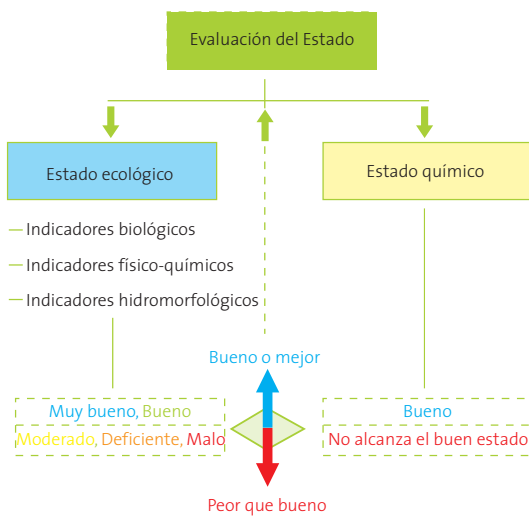 Evaluación del Estado
Estado ecológico
Estado químico
Indicadores biológicos
Indicadores físico-químicos
Indicadores hidromorfológicos
Bueno o mejor
Muy bueno, Bueno
Moderado, Deficiente, Malo
Bueno
No alcanza el buen estado
Peor que bueno